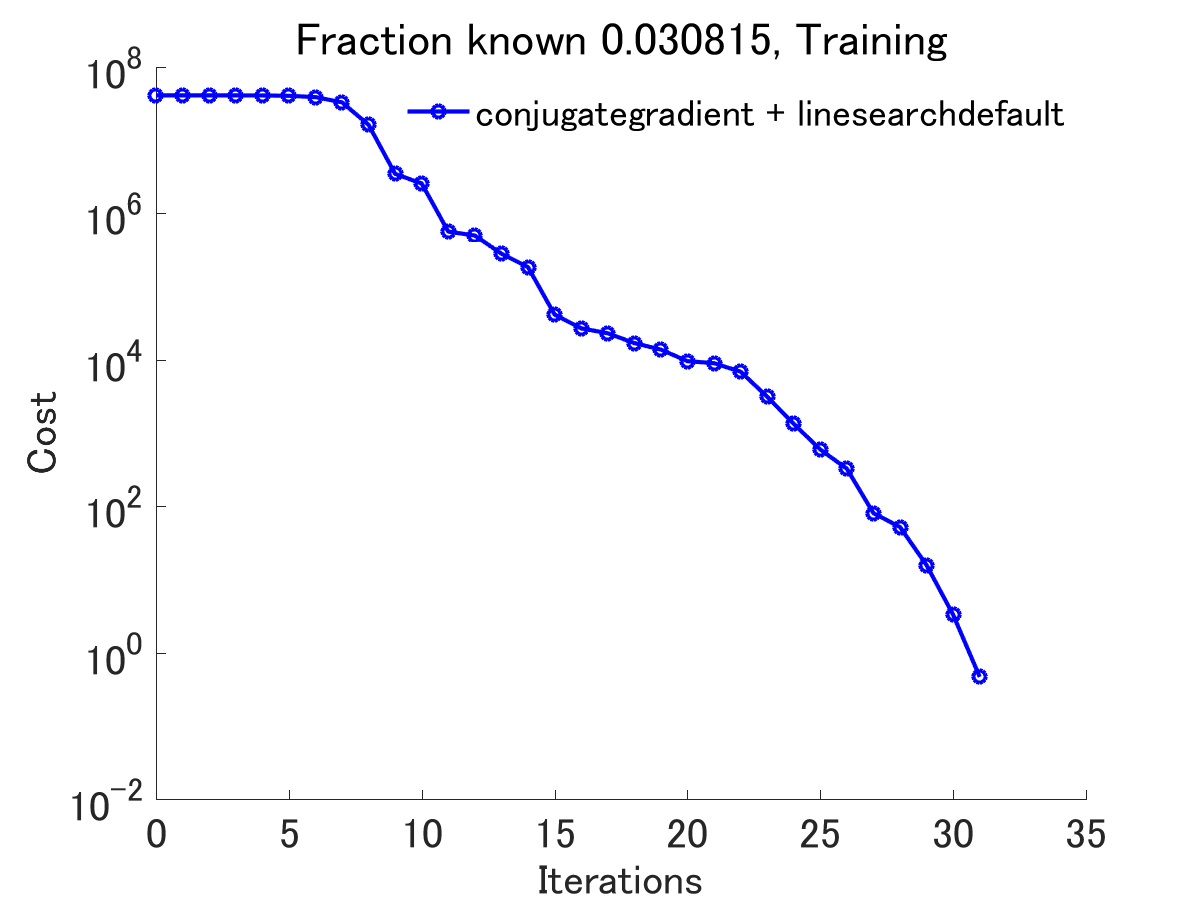 Fraction known 0.030815, Training
conjugategradient + linesearchdefault
10^8
10^6
10^4
10^2
10^0
10^-2
Cost
0 5 10 15 20 25 30 35
Iterations